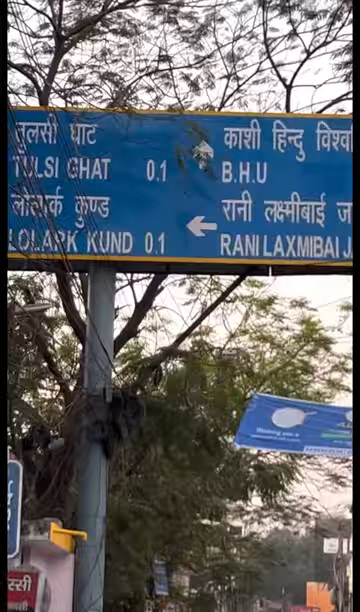 तुलसी घाट
TULSI GHAT 0.1
लोलार्क कुण्ड
LOLARK KUND 0.1
काशी हिन्दू विश्व
B.H.U
रानी लक्ष्मीबाई ज
RANI LAXMIBAI J
स्सी